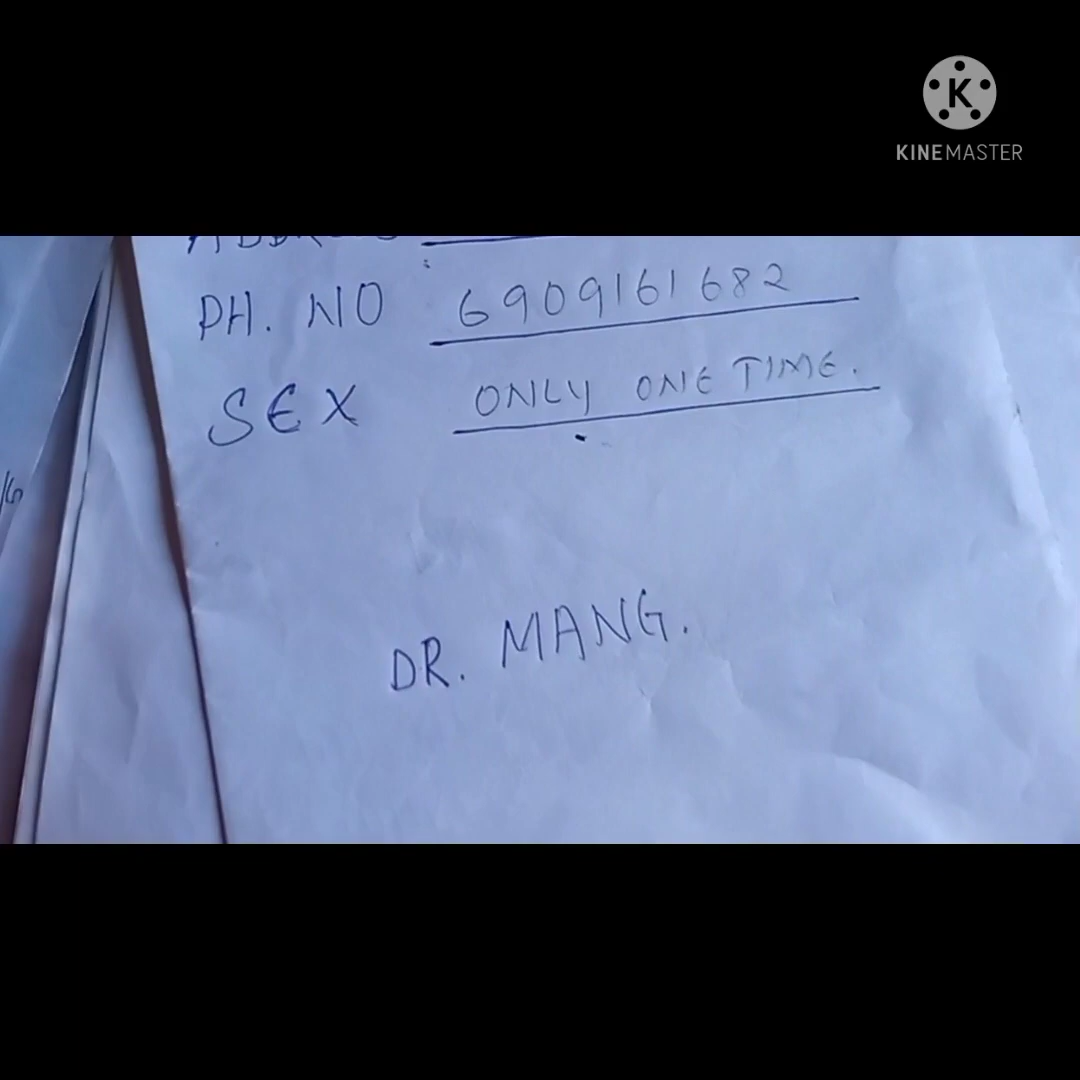 KINEMASTER
PH. NO 6909161682
SEX ONLY ONE TIME.
DR. MANG.